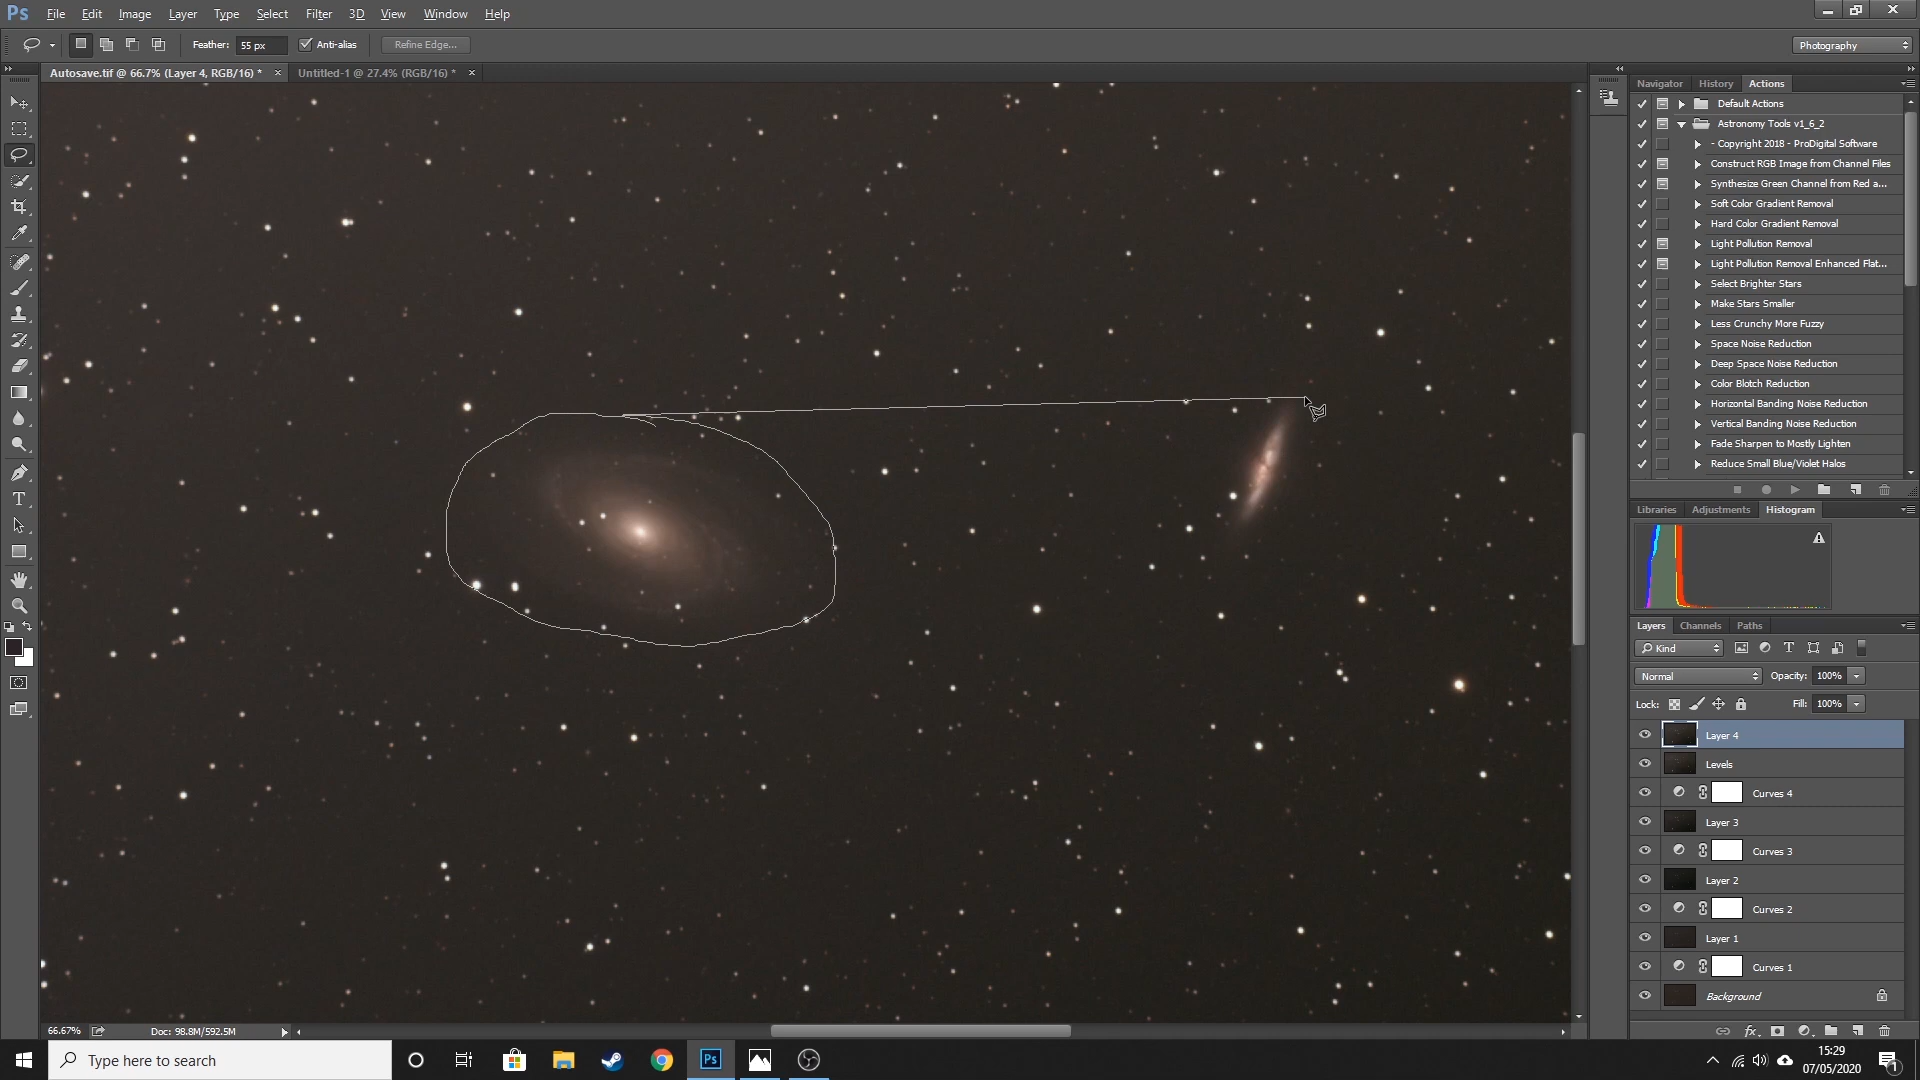 Ps File Edit Image Layer Type Select Filter 3D View Window Help
Feather: 55 px Anti-alias Refine Edge... Photography
Autosave.tif @ 66.7% (Layer 4, RGB/16) * × Untitled-1 @ 27.4% (RGB/16) * ×
Navigator History Actions
Default Actions
Astronomy Tools v1_6_2
- Copyright 2018 - ProDigital Software
Construct RGB Image from Channel Files
Synthesize Green Channel from Red a...
Soft Color Gradient Removal
Hard Color Gradient Removal
Light Pollution Removal
Light Pollution Removal Enhanced Flat...
Select Brighter Stars
Make Stars Smaller
Less Crunchy More Fuzzy
Space Noise Reduction
Deep Space Noise Reduction
Color Blotch Reduction
Horizontal Banding Noise Reduction
Vertical Banding Noise Reduction
Fade Sharpen to Mostly Lighten
Reduce Small Blue/Violet Halos
Libraries Adjustments Histogram
Layers Channels Paths
Kind
Normal Opacity: 100%
Lock: Fill: 100%
Layer 4
Levels
Curves 4
Layer 3
Curves 3
Layer 2
Curves 2
Layer 1
Curves 1
Background
66.67% Doc: 98.8M/592.5M
Type here to search
Ps
15:29
07/05/2020
1